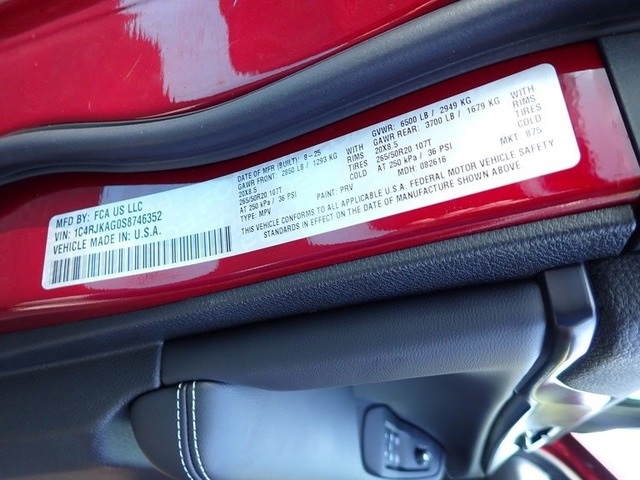 MFD BY: FCA US LLC
VIN: 1C4RJKAG0S8746352
VEHICLE MADE IN U.S.A.
DATE OF MFR (BUILT): 8-25
GAWR FRONT: 2850 LB / 1293 KG WITH
20X8.5 RIMS
265/50R20 107T TIRES
AT 250 kPa / 36 PSI COLD
TYPE: MPV
PAINT: PRV
GVWR: 6500 LB / 2949 KG
GAWR REAR: 3700 LB / 1679 KG WITH
20X8.5 RIMS
265/50R20 107T TIRES
AT 250 kPa / 36 PSI COLD
MDH: 082616
MKT: B75
THIS VEHICLE CONFORMS TO ALL APPLICABLE U.S.A. FEDERAL MOTOR VEHICLE SAFETY
STANDARDS IN EFFECT ON THE DATE OF MANUFACTURE SHOWN ABOVE.